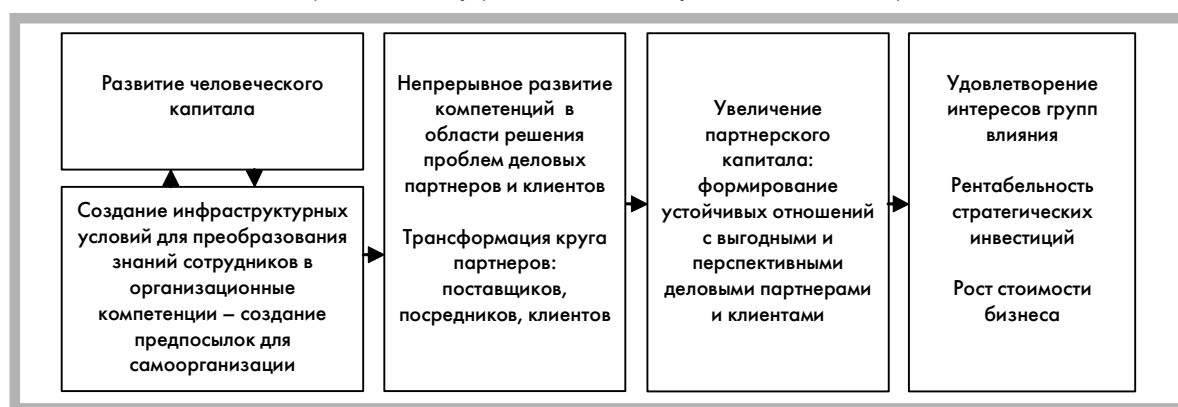 Развитие человеческого
капитала
Создание инфраструктурных
условий для преобразования
знаний сотрудников в
организационные
компетенции – создание
предпосылок для
самоорганизации
Непрерывное развитие
компетенций в
области решения
проблем деловых
партнеров и клиентов
Трансформация круга
партнеров:
поставщиков,
посредников, клиентов
Увеличение
партнерского
капитала:
формирование
устойчивых отношений
с выгодными и
перспективными
деловыми партнерами
и клиентами
Удовлетворение
интересов групп
влияния
Рентабельность
стратегических
инвестиций
Рост стоимости
бизнеса